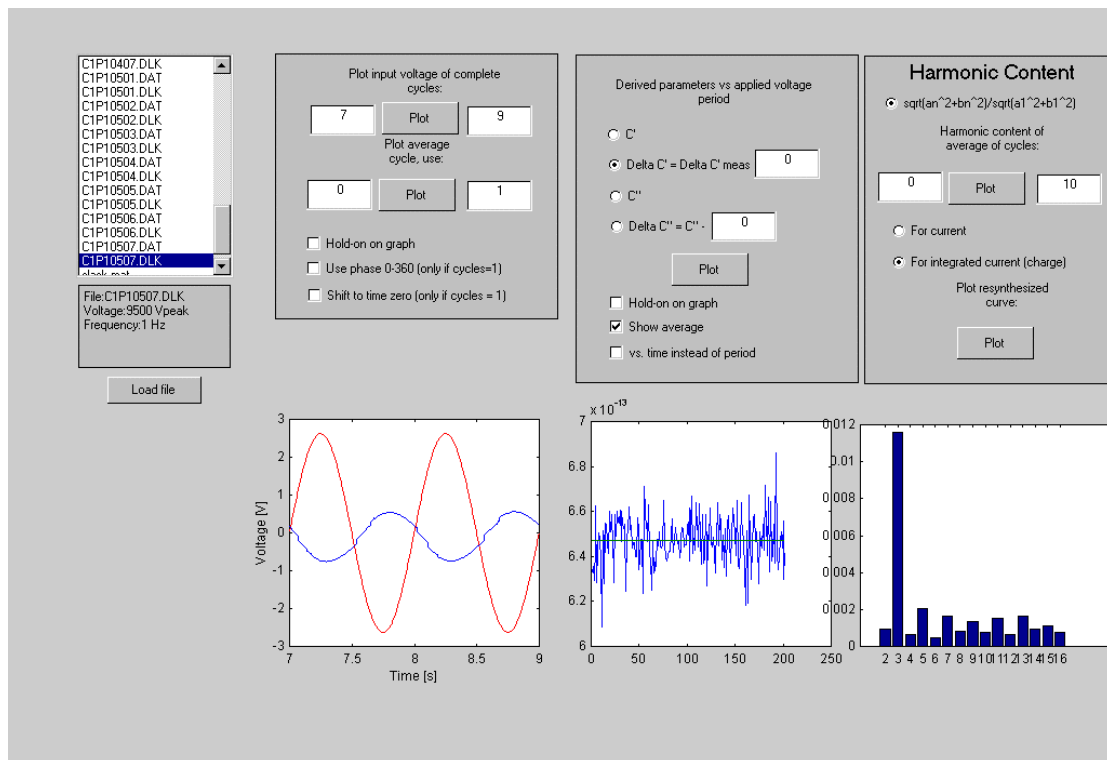 C1P10407.DLK
C1P10501.DAT
C1P10501.DLK
C1P10502.DAT
C1P10502.DLK
C1P10503.DAT
C1P10503.DLK
C1P10504.DAT
C1P10504.DLK
C1P10505.DAT
C1P10505.DLK
C1P10506.DAT
C1P10506.DLK
C1P10507.DAT
C1P10507.DLK
File:C1P10507.DLK
Voltage:9500 Vpeak
Frequency:1 Hz
Load file
Plot input voltage of complete
cycles:
7 Plot 9
Plot average
cycle, use:
0 Plot 1
Hold-on on graph
Use phase 0-360 (only if cycles=1)
Shift to time zero (only if cycles = 1)
Derived parameters vs applied voltage
period
C'
Delta C' = Delta C' meas 0
C"
Delta C" = C" - 0
Plot
Hold-on on graph
Show average
vs. time instead of period
Harmonic Content
sqrt(an^2+bn^2)/sqrt(a1^2+b1^2)
Harmonic content of
average of cycles:
0 Plot 10
For current
For integrated current (charge)
Plot resynthesized
curve:
Plot
3
2
1
0
-1
-2
-3
Voltage [V]
7 7.5 8 8.5 9
Time [s]
x 10^-13
7
6.8
6.6
6.4
6.2
6
0 50 100 150 200 250
0.012
0.01
0.008
0.006
0.004
0.002
0
2 3 4 5 6 7 8 9 10 11 12 13 14 15 16